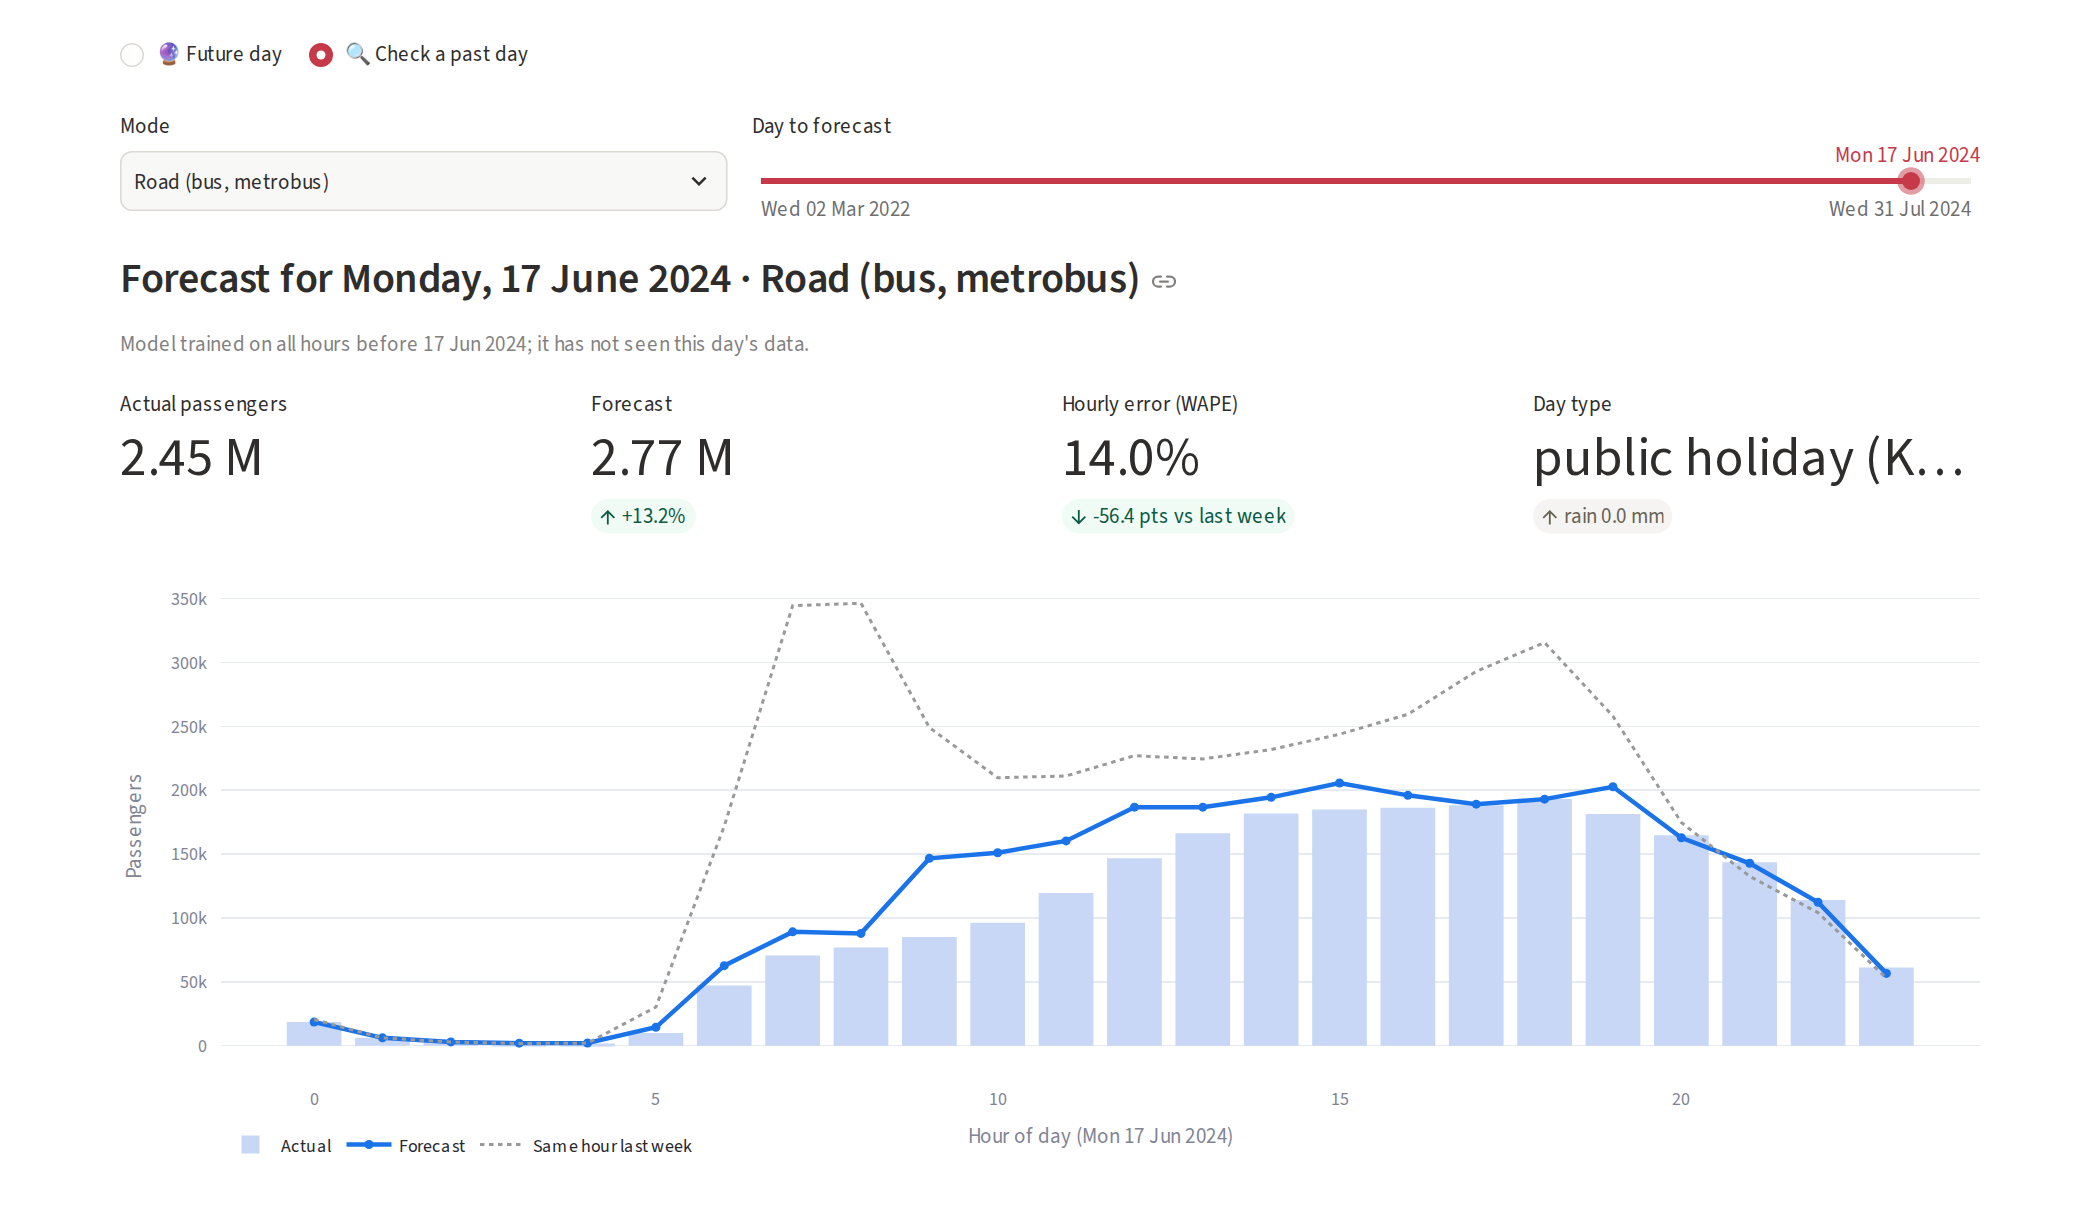 Future day
Check a past day
Mode
Day to forecast
Mon 17 Jun 2024
Road (bus, metrobus)
Wed 02 Mar 2022
Wed 31 Jul 2024
Forecast for Monday, 17 June 2024 · Road (bus, metrobus)
Model trained on all hours before 17 Jun 2024; it has not seen this day's data.
Actual passengers
2.45 M
Forecast
2.77 M
↑ +13.2%
Hourly error (WAPE)
14.0%
↓ -56.4 pts vs last week
Day type
public holiday (K…
↑ rain 0.0 mm
Passengers
350k
300k
250k
200k
150k
100k
50k
0
0
5
10
15
20
Hour of day (Mon 17 Jun 2024)
Actual
Forecast
Same hour last week